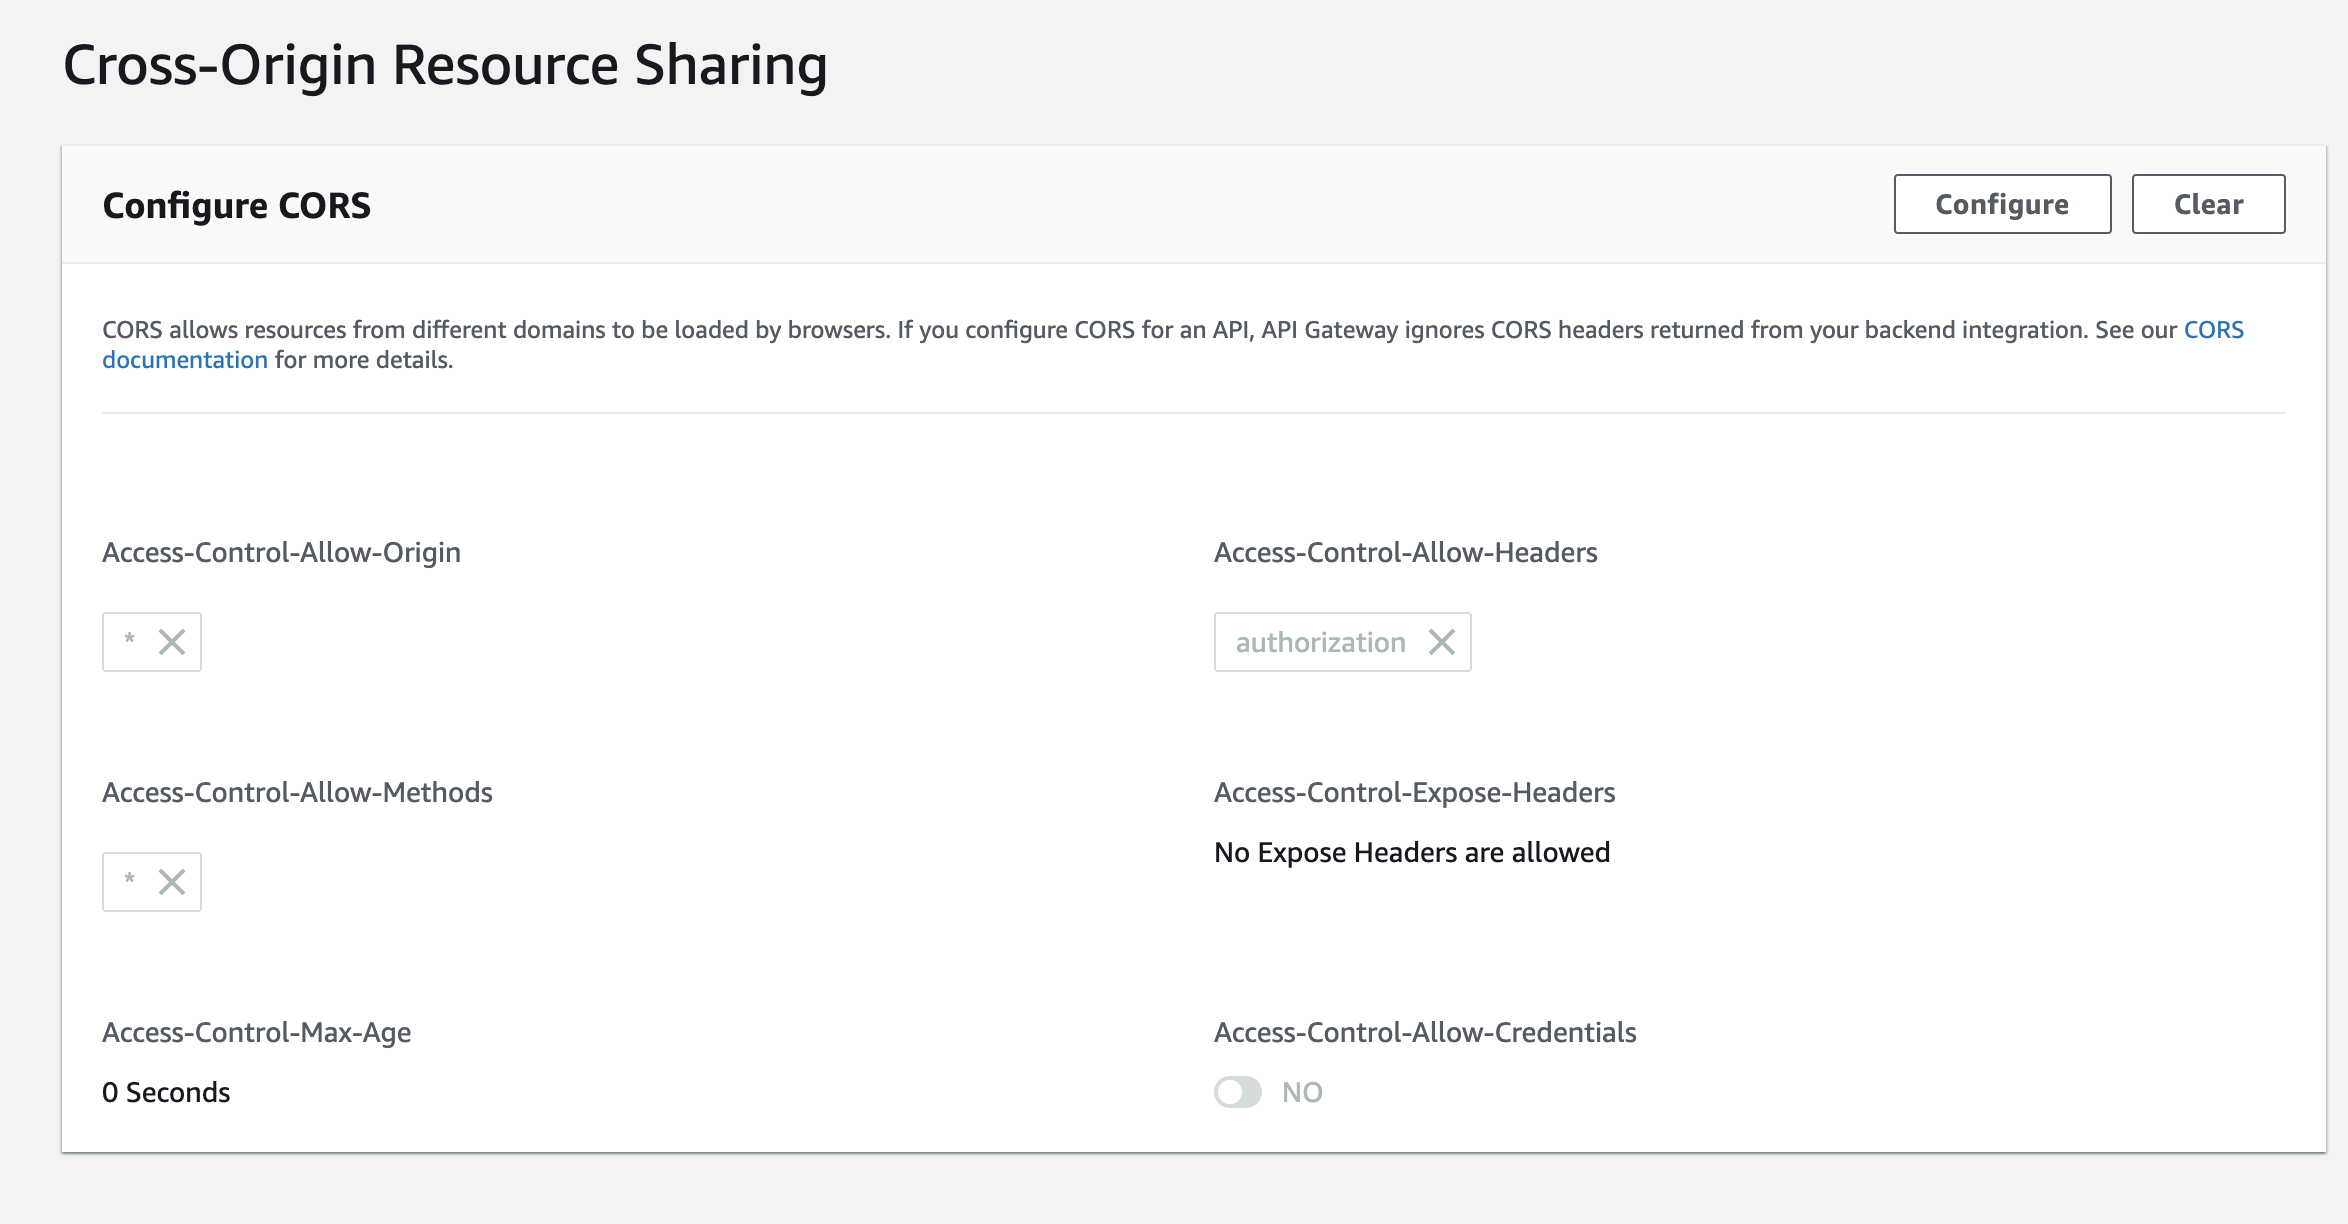 Cross-Origin Resource Sharing
Configure CORS
Configure
Clear
CORS allows resources from different domains to be loaded by browsers. If you configure CORS for an API, API Gateway ignores CORS headers returned from your backend integration. See our CORS
documentation for more details.
Access-Control-Allow-Origin
*
Access-Control-Allow-Headers
authorization
Access-Control-Allow-Methods
*
Access-Control-Expose-Headers
No Expose Headers are allowed
Access-Control-Max-Age
0 Seconds
Access-Control-Allow-Credentials
NO